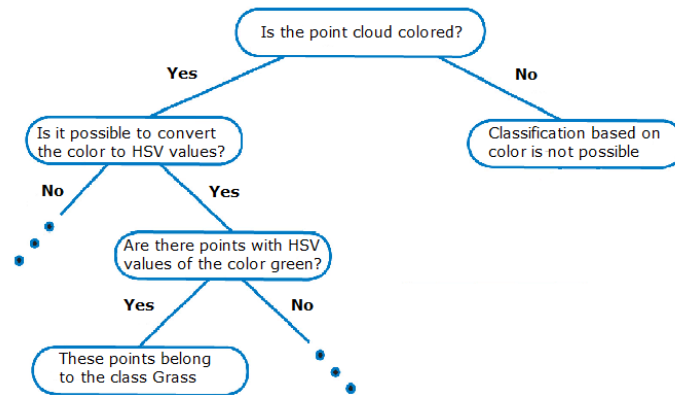 Is the point cloud colored?
Yes
No
Is it possible to convert
the color to HSV values?
Classification based on
color is not possible
No
Yes
Are there points with HSV
values of the color green?
Yes
No
These points belong
to the class Grass